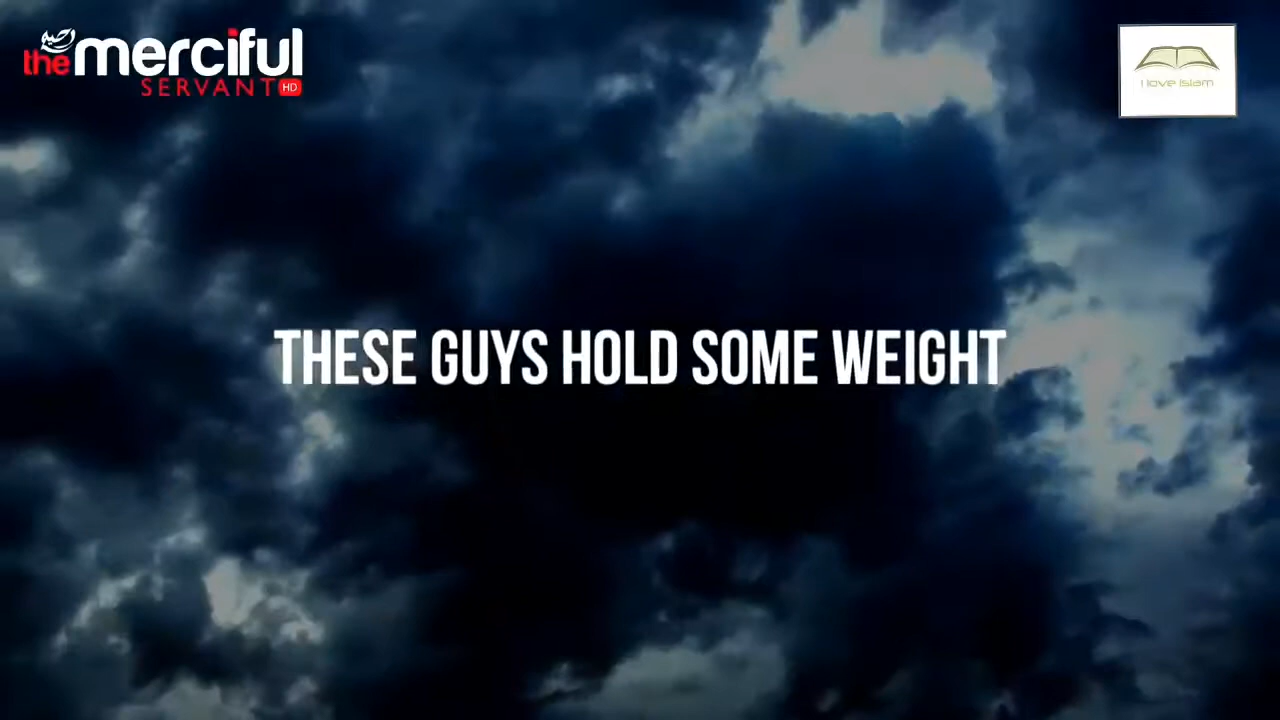 the merciful
SERVANT HD
I love islam
THESE GUYS HOLD SOME WEIGHT